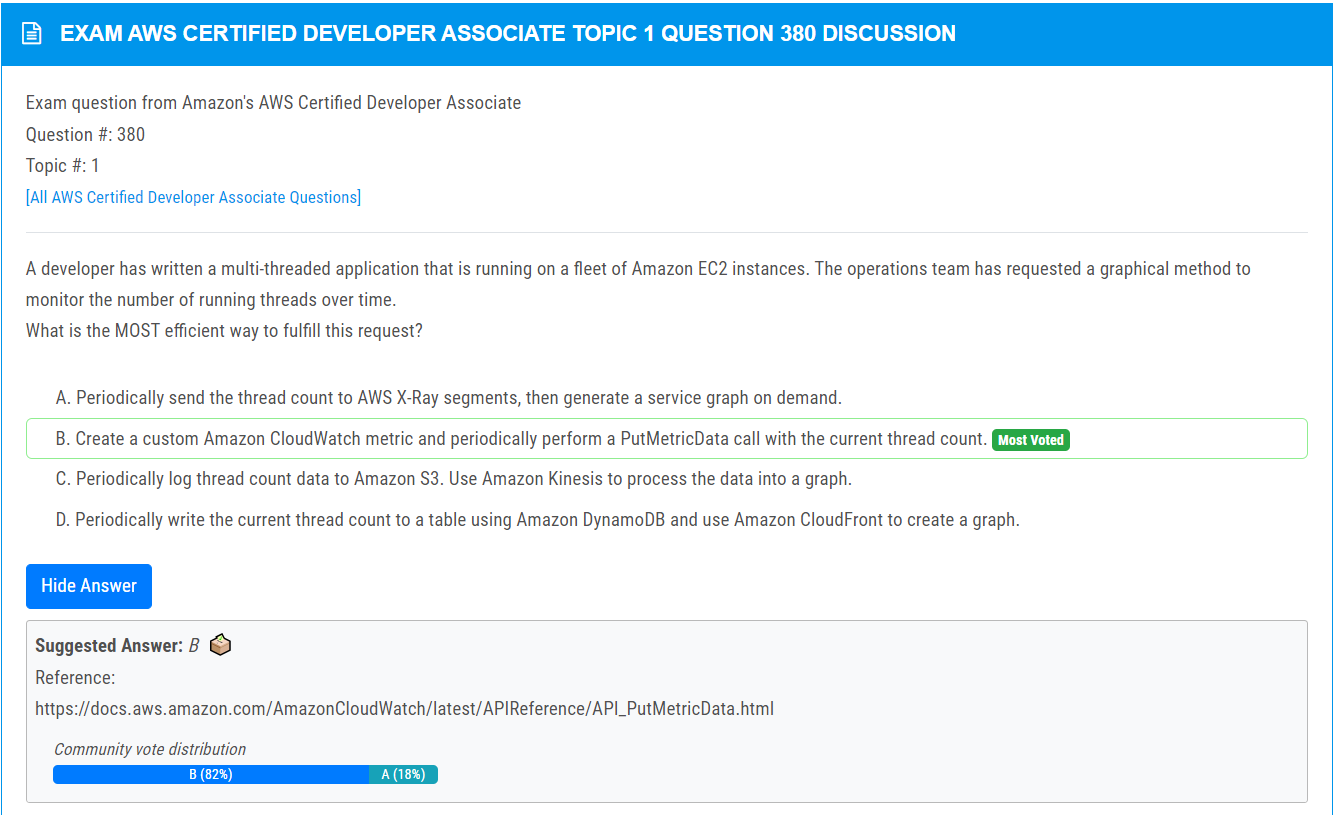 EXAM AWS CERTIFIED DEVELOPER ASSOCIATE TOPIC 1 QUESTION 380 DISCUSSION
Exam question from Amazon's AWS Certified Developer Associate
Question #: 380
Topic #: 1
[All AWS Certified Developer Associate Questions]
A developer has written a multi-threaded application that is running on a fleet of Amazon EC2 instances. The operations team has requested a graphical method to
monitor the number of running threads over time.
What is the MOST efficient way to fulfill this request?
A. Periodically send the thread count to AWS X-Ray segments, then generate a service graph on demand.
B. Create a custom Amazon CloudWatch metric and periodically perform a PutMetricData call with the current thread count. Most Voted
C. Periodically log thread count data to Amazon S3. Use Amazon Kinesis to process the data into a graph.
D. Periodically write the current thread count to a table using Amazon DynamoDB and use Amazon CloudFront to create a graph.
Hide Answer
Suggested Answer: B
Reference:
https://docs.aws.amazon.com/AmazonCloudWatch/latest/APIReference/API_PutMetricData.html
Community vote distribution
B (82%) A (18%)